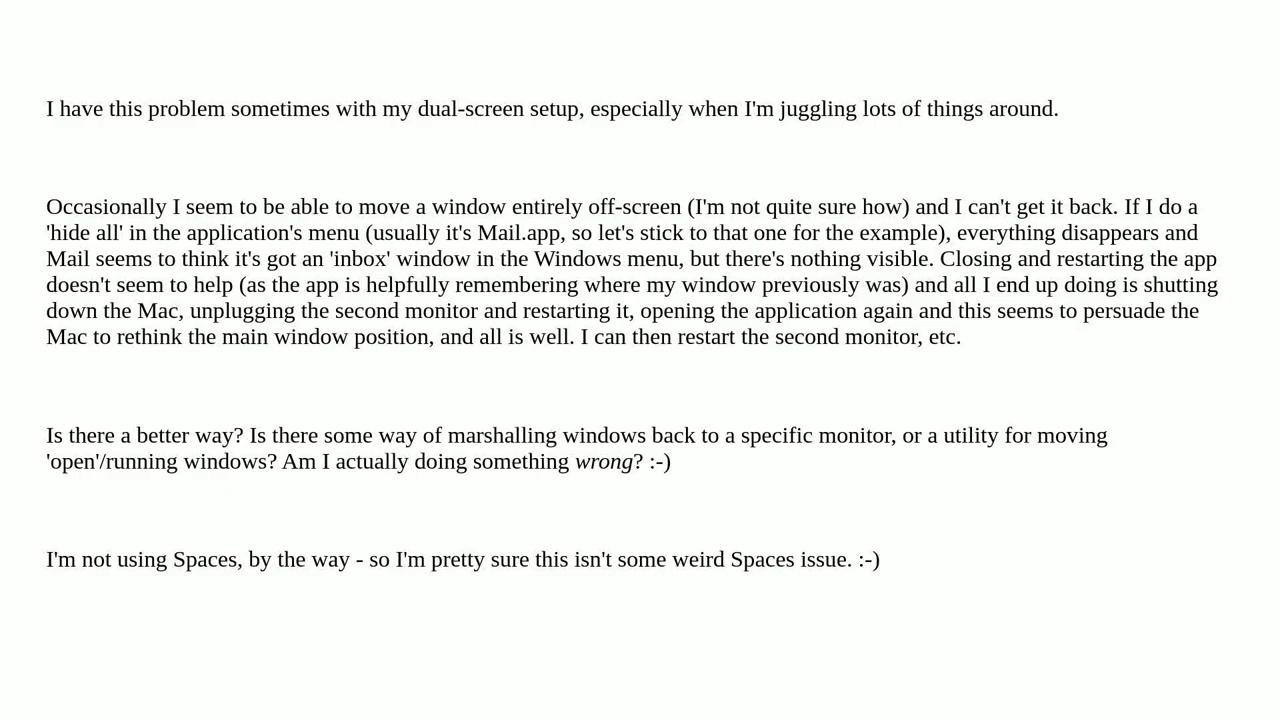 I have this problem sometimes with my dual-screen setup, especially when I'm juggling lots of things around.
Occasionally I seem to be able to move a window entirely off-screen (I'm not quite sure how) and I can't get it back. If I do a
'hide all' in the application's menu (usually it's Mail.app, so let's stick to that one for the example), everything disappears and
Mail seems to think it's got an 'inbox' window in the Windows menu, but there's nothing visible. Closing and restarting the app
doesn't seem to help (as the app is helpfully remembering where my window previously was) and all I end up doing is shutting
down the Mac, unplugging the second monitor and restarting it, opening the application again and this seems to persuade the
Mac to rethink the main window position, and all is well. I can then restart the second monitor, etc.
Is there a better way? Is there some way of marshalling windows back to a specific monitor, or a utility for moving
'open'/running windows? Am I actually doing something wrong? :-)
I'm not using Spaces, by the way - so I'm pretty sure this isn't some weird Spaces issue. :-)